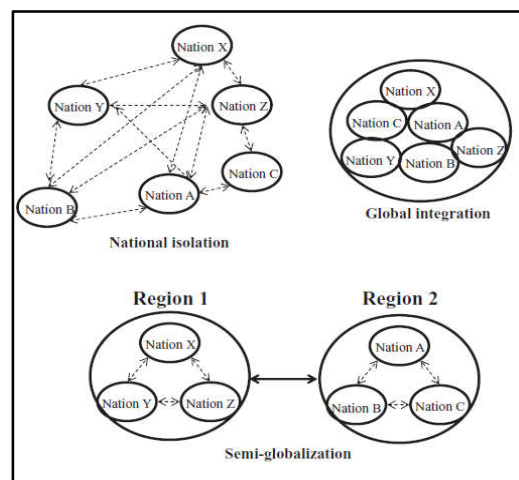 Nation X
Nation Y
Nation Z
Nation C
Nation A
Nation B
National isolation
Nation X
Nation C
Nation A
Nation Z
Nation Y
Nation B
Global integration
Region 1
Nation X
Nation Y
Nation Z
Region 2
Nation A
Nation B
Nation C
Semi-globalization